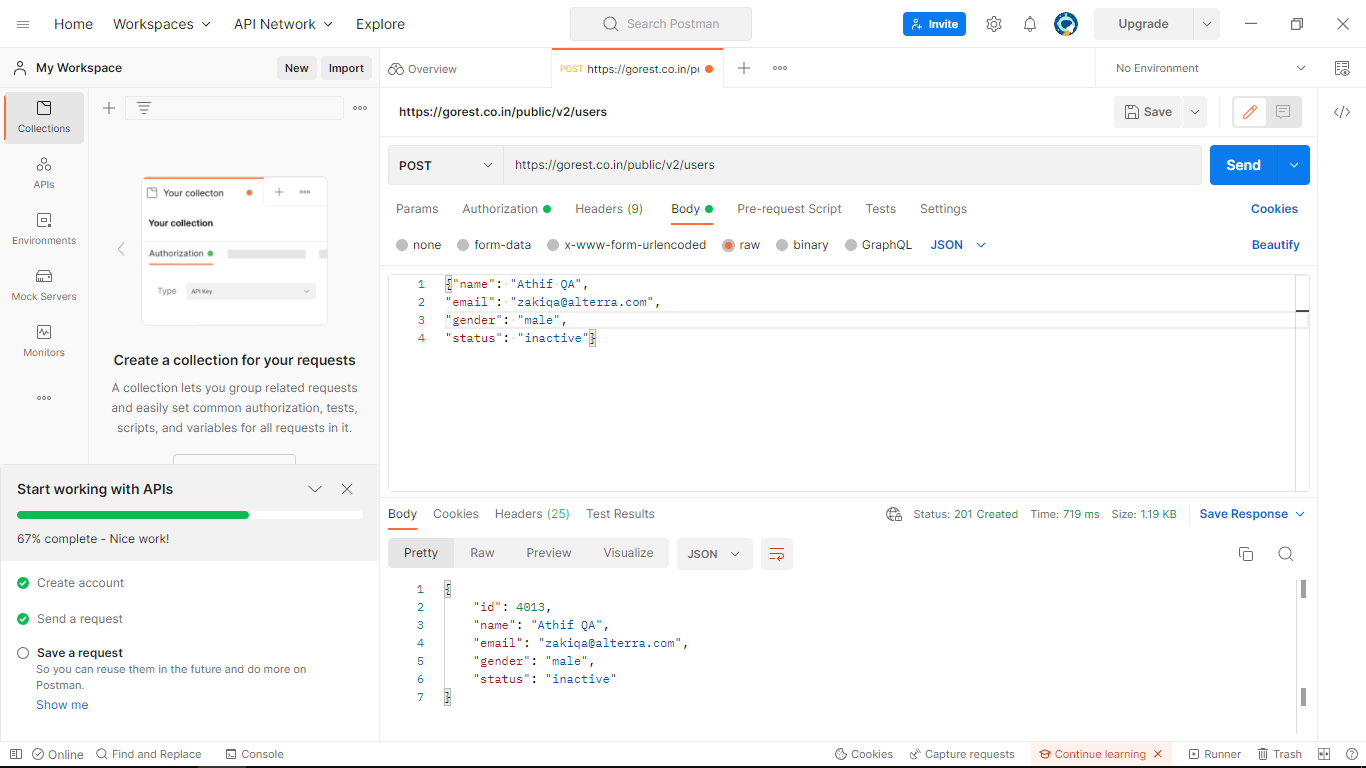 Home Workspaces API Network Explore Search Postman Invite Upgrade
My Workspace New Import Overview POST https://gorest.co.in/pu No Environment
Collections
APIs
Environments
Mock Servers
Monitors
Your collecton
Your collection
Authorization
Type API Key
Create a collection for your requests
A collection lets you group related requests
and easily set common authorization, tests,
scripts, and variables for all requests in it.
Start working with APIs
67% complete - Nice work!
Create account
Send a request
Save a request
So you can reuse them in the future and do more on
Postman.
Show me
https://gorest.co.in/public/v2/users Save
POST https://gorest.co.in/public/v2/users Send
Params Authorization Headers (9) Body Pre-request Script Tests Settings Cookies
none form-data x-www-form-urlencoded raw binary GraphQL JSON Beautify
1 {"name": "Athif QA",
2 "email": "zakiqa@alterra.com",
3 "gender": "male",
4 "status": "inactive"}
Body Cookies Headers (25) Test Results Status: 201 Created Time: 719 ms Size: 1.19 KB Save Response
Pretty Raw Preview Visualize JSON
1 {
2 "id": 4013,
3 "name": "Athif QA",
4 "email": "zakiqa@alterra.com",
5 "gender": "male",
6 "status": "inactive"
7 }
Online Find and Replace Console Cookies Capture requests Continue learning Runner Trash